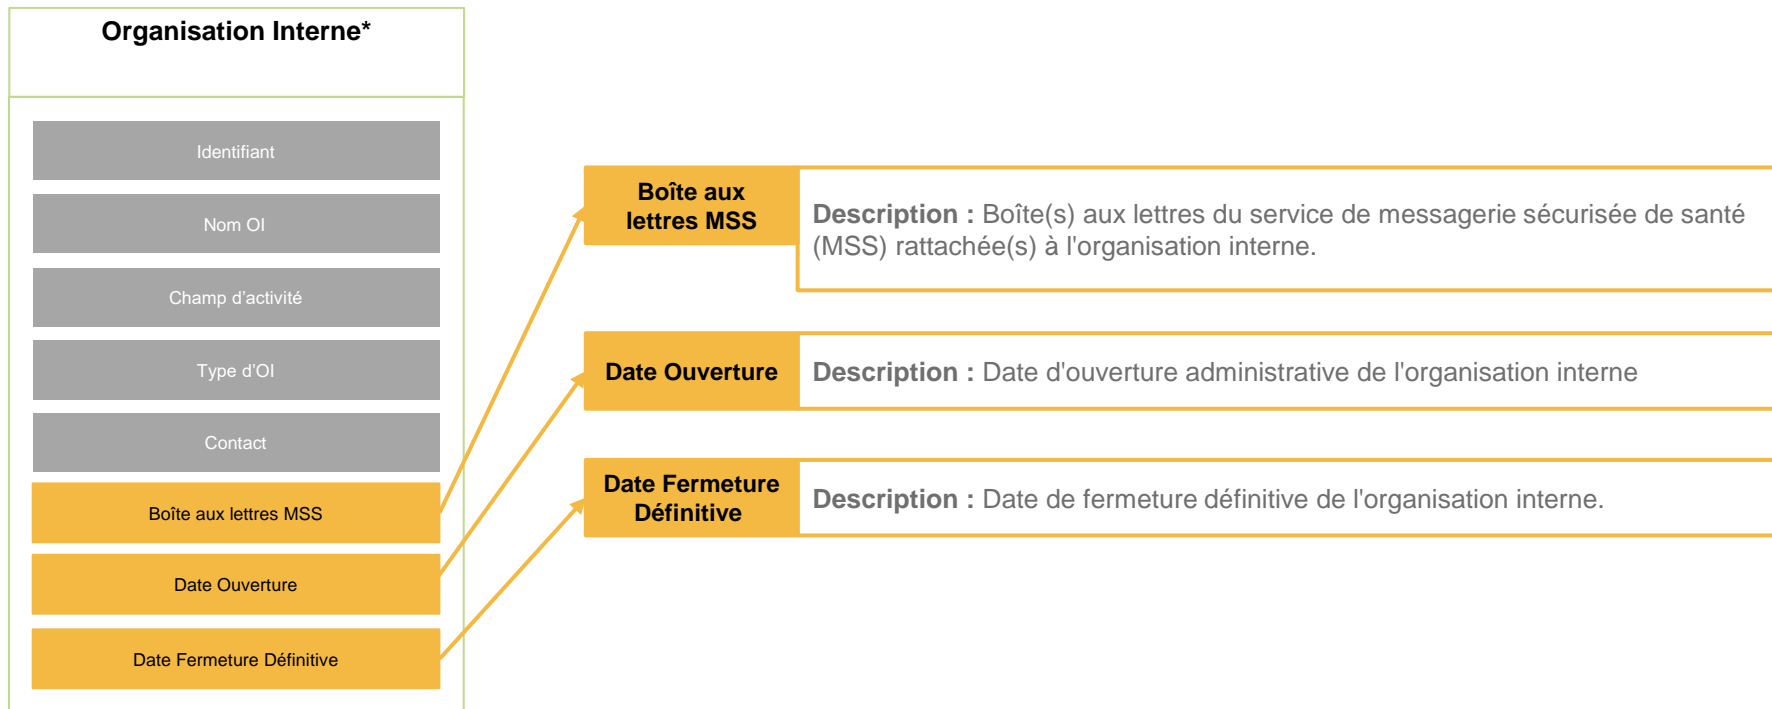 Organisation Interne*
Identifiant
Nom OI
Champ d’activité
Type d’OI
Contact
Boîte aux lettres MSS
Date Ouverture
Date Fermeture Définitive
Boîte aux
lettres MSS
Description : Boîte(s) aux lettres du service de messagerie sécurisée de santé
(MSS) rattachée(s) à l'organisation interne.
Date Ouverture
Description : Date d'ouverture administrative de l'organisation interne
Date Fermeture
Définitive
Description : Date de fermeture définitive de l'organisation interne.